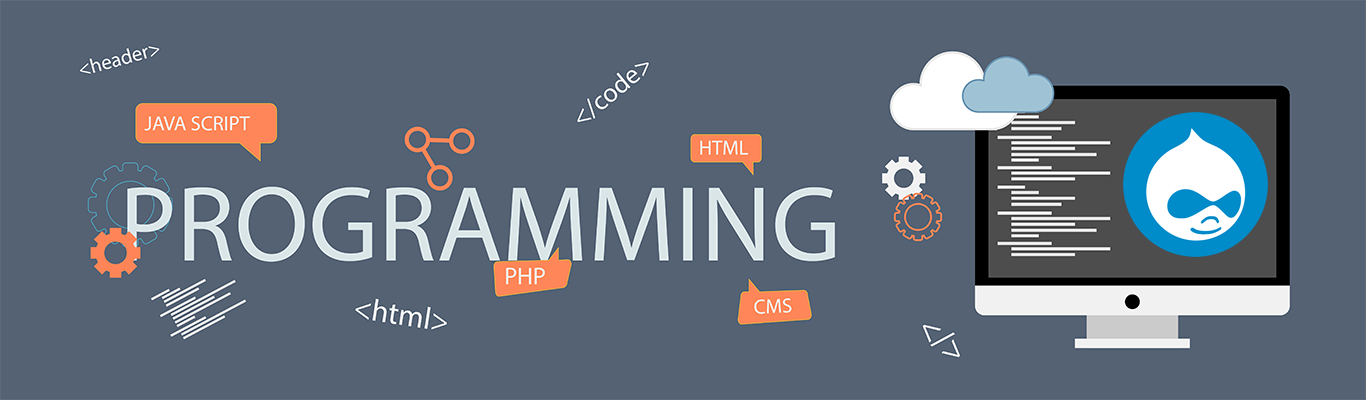 <header>
</code>
JAVA SCRIPT
HTML
PROGRAMMING
PHP
CMS
<html>
</>